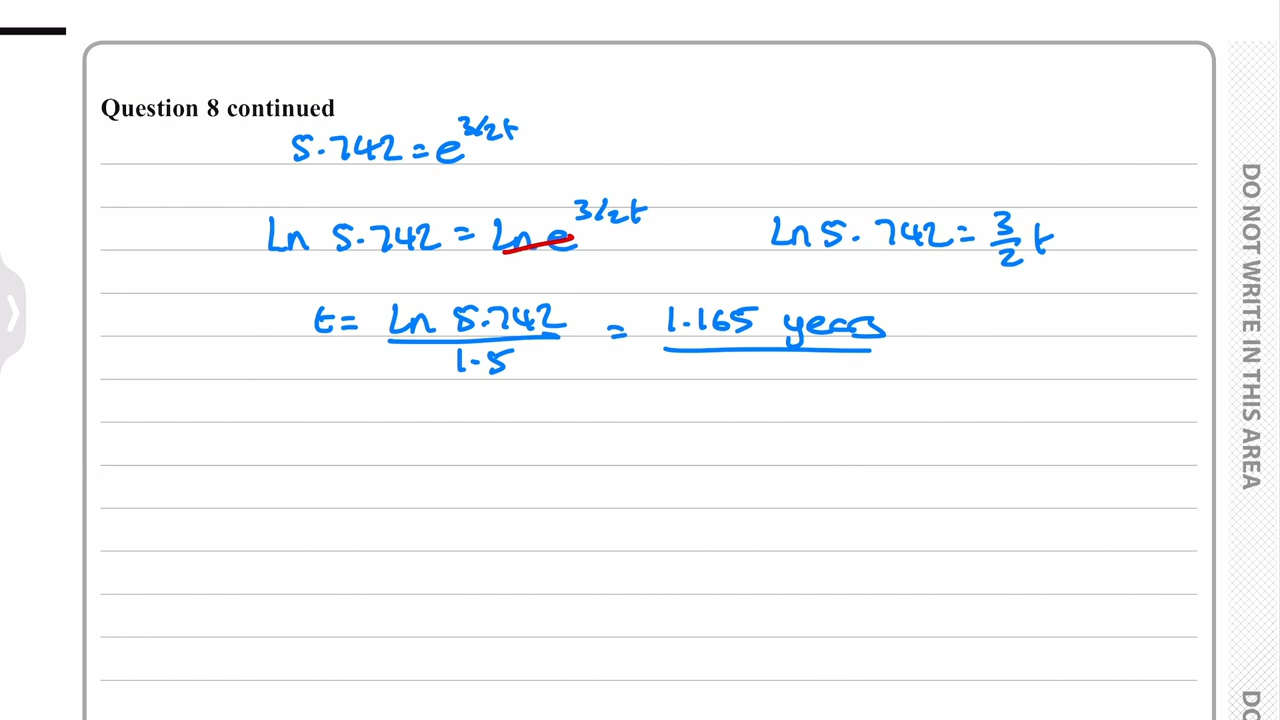 Question 8 continued
5.742 = e^3/2t
Ln 5.742 = Ln e^3/2t
Ln 5.742 = 3/2 t
t = Ln 5.742 / 1.5 = 1.165 years
DO NOT WRITE IN THIS AREA
DO